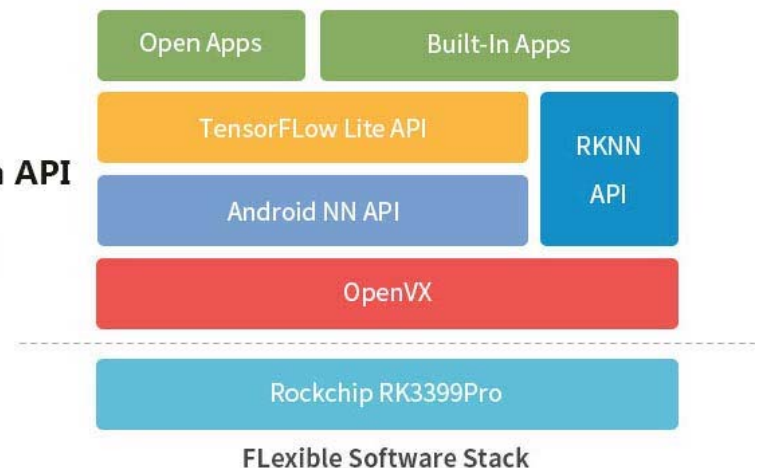 Open Apps
Built-In Apps
TensorFLow Lite API
RKNN
API
API
Android NN API
OpenVX
Rockchip RK3399Pro
FLexible Software Stack